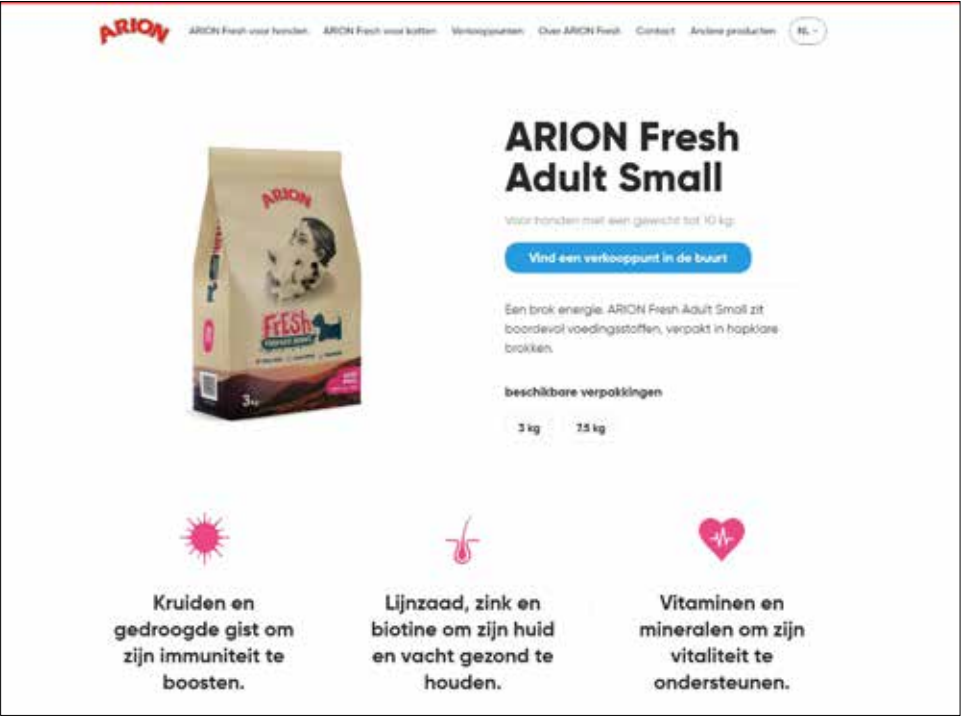 ARION ARION Fresh voor honden ARION Fresh voor katten Verkooppunten Over ARION Fresh Contact Andere producten NL
ARION Fresh
Adult Small
Voor honden met een gewicht tot 10 kg.
Vind een verkooppunt in de buurt
Een brok energie. ARION Fresh Adult Small zit
boordevol voedingsstoffen, verpakt in hapklare
brokken.
beschikbare verpakkingen
3 kg 7.5 kg
ARION
FrESh
3kg
Kruiden en
gedroogde gist om
zijn immuniteit te
boosten.
Lijnzaad, zink en
biotine om zijn huid
en vacht gezond te
houden.
Vitaminen en
mineralen om zijn
vitaliteit te
ondersteunen.